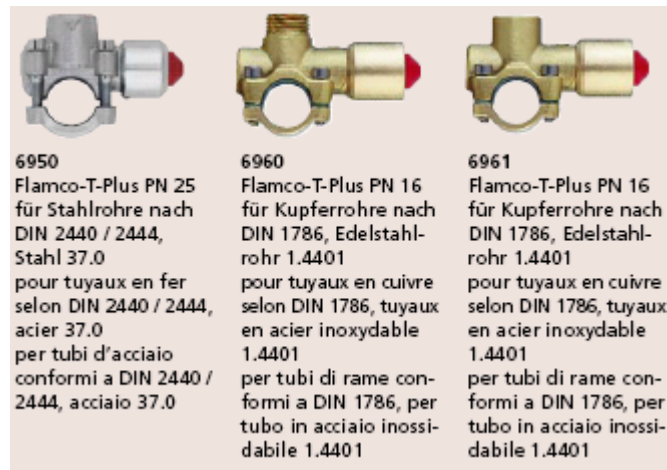 6950
Flamco-T-Plus PN 25
für Stahlrohre nach
DIN 2440 / 2444,
Stahl 37.0
pour tuyaux en fer
selon DIN 2440 / 2444,
acier 37.0
per tubi d'acciaio
conformi a DIN 2440 /
2444, acciaio 37.0
6960
Flamco-T-Plus PN 16
für Kupferrohre nach
DIN 1786, Edelstahl-
rohr 1.4401
pour tuyaux en cuivre
selon DIN 1786, tuyaux
en acier inoxydable
1.4401
per tubi di rame con-
formi a DIN 1786, per
tubo in acciaio inossi-
dabile 1.4401
6961
Flamco-T-Plus PN 16
für Kupferrohre nach
DIN 1786, Edelstahl-
rohr 1.4401
pour tuyaux en cuivre
selon DIN 1786, tuyaux
en acier inoxydable
1.4401
per tubi di rame con-
formi a DIN 1786, per
tubo in acciaio inossi-
dabile 1.4401